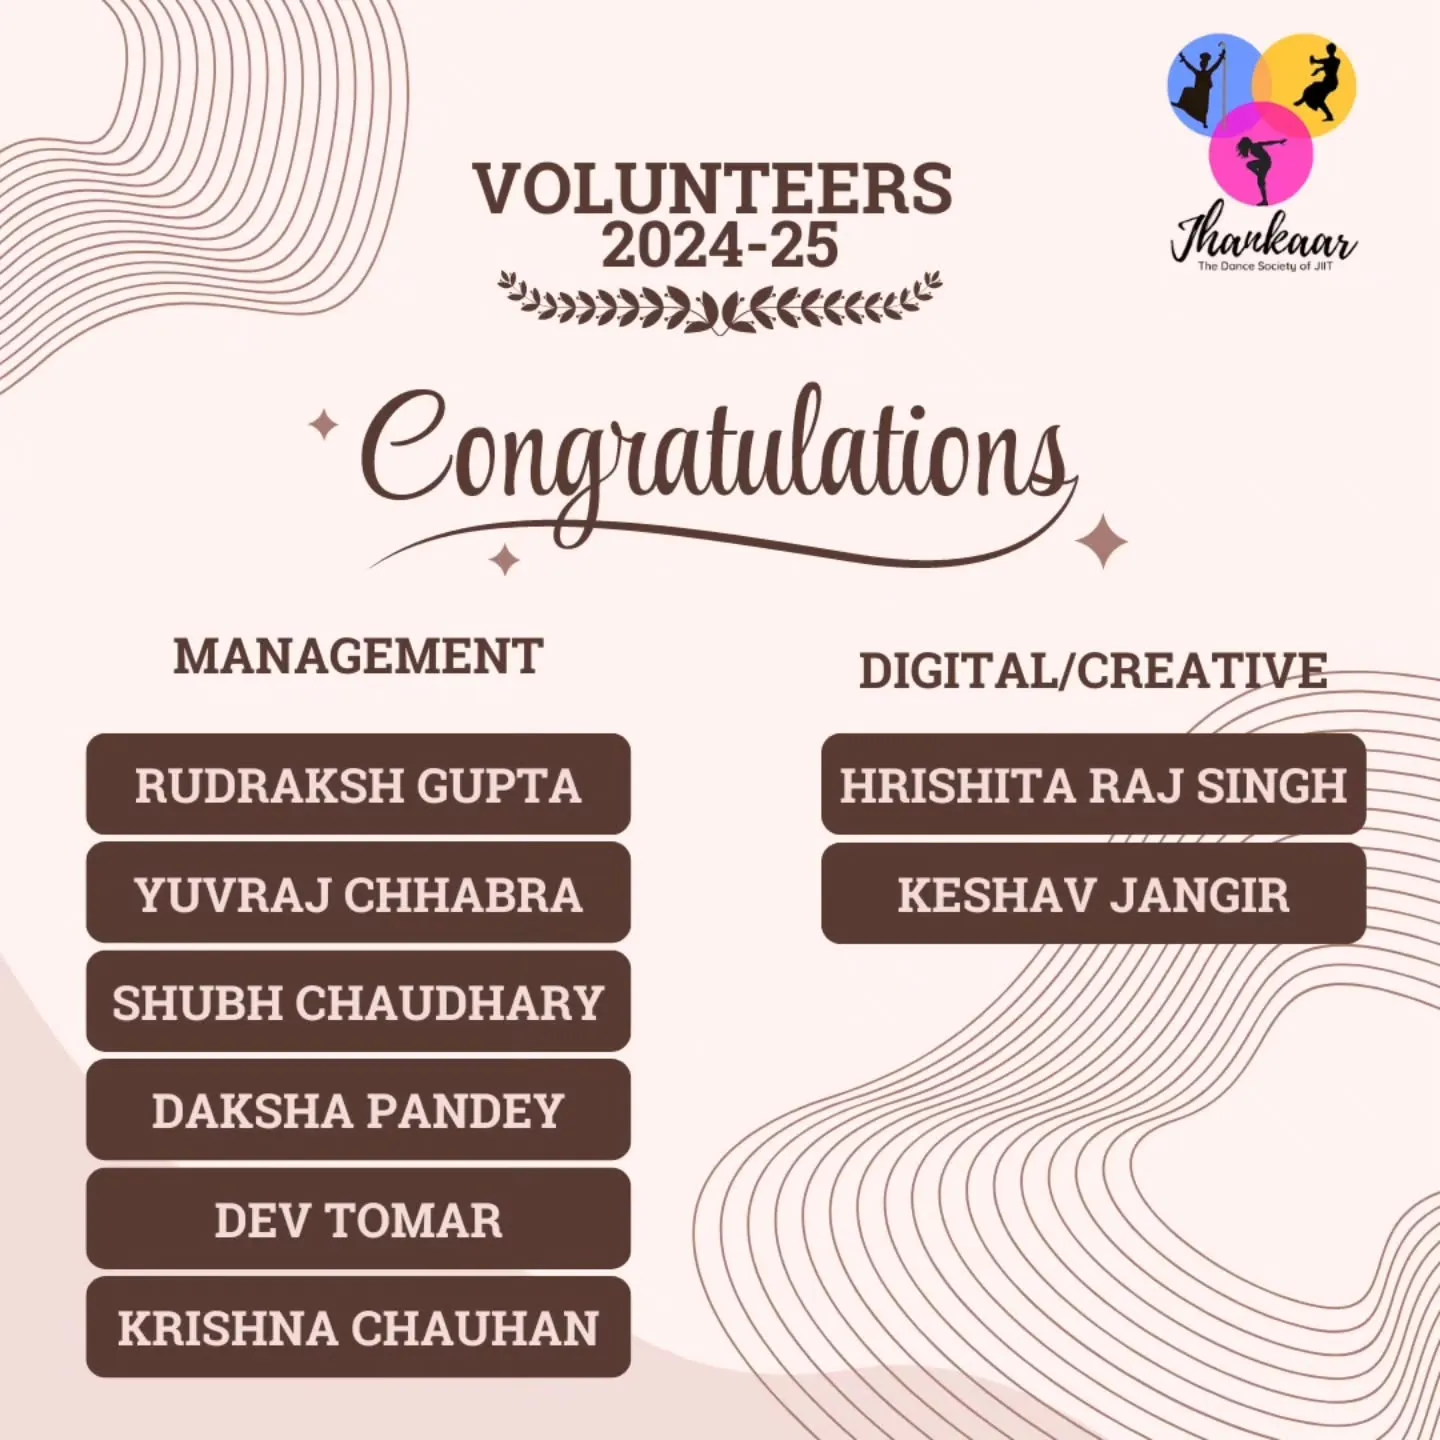 Jhankaar
The Dance Society of JIIT
VOLUNTEERS
2024-25
Congratulations
MANAGEMENT
RUDRAKSH GUPTA
YUVRAJ CHHABRA
SHUBH CHAUDHARY
DAKSHA PANDEY
DEV TOMAR
KRISHNA CHAUHAN
DIGITAL/CREATIVE
HRISHITA RAJ SINGH
KESHAV JANGIR